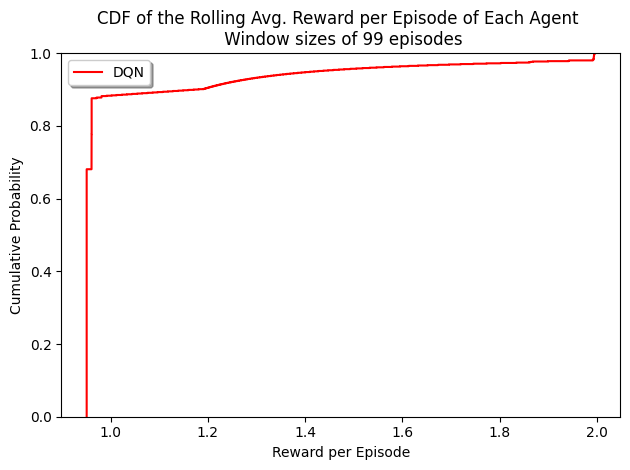 CDF of the Rolling Avg. Reward per Episode of Each Agent
Window sizes of 99 episodes
DQN
Cumulative Probability
1.0
0.8
0.6
0.4
0.2
0.0
1.0
1.2
1.4
1.6
1.8
2.0
Reward per Episode